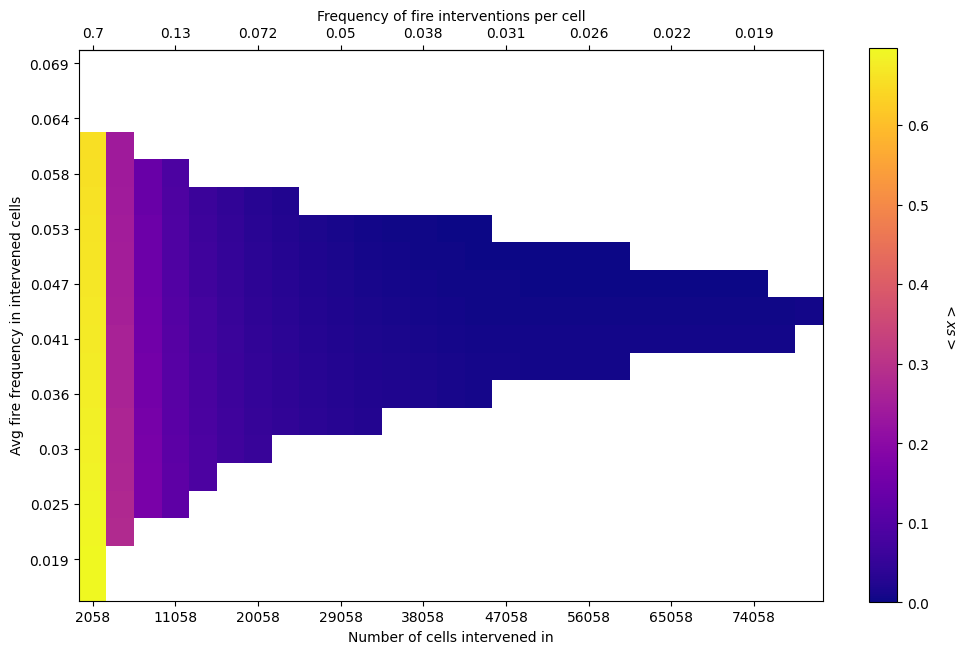 Frequency of fire interventions per cell
0.7 0.13 0.072 0.05 0.038 0.031 0.026 0.022 0.019
0.069
0.064
0.058
0.053
0.047
0.041
0.036
0.03
0.025
0.019
Avg fire frequency in intervened cells
2058 11058 20058 29058 38058 47058 56058 65058 74058
Number of cells intervened in
0.6
0.5
0.4
0.3
0.2
0.1
0.0
< sx >